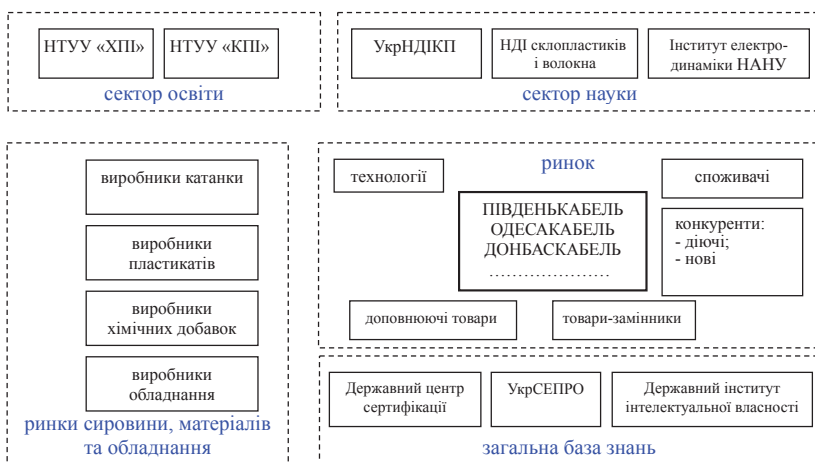 НТУУ «ХПІ»
НТУУ «КПІ»
сектор освіти
УкрНДІКП
НДІ склопластиків
і волокна
Інститут електро-
динаміки НАНУ
сектор науки
виробники катанки
виробники
пластикатів
виробники
хімічних добавок
виробники
обладнання
ринки сировини, матеріалів
та обладнання
ринок
технології
споживачі
ПІВДЕНЬКАБЕЛЬ
ОДЕСАКАБЕЛЬ
ДОНБАСКАБЕЛЬ
.....................
конкуренти:
- діючі;
- нові
доповнюючі товари
товари-замінники
Державний центр
сертифікації
УкрСЕПРО
Державний інститут
інтелектуальної власності
загальна база знань